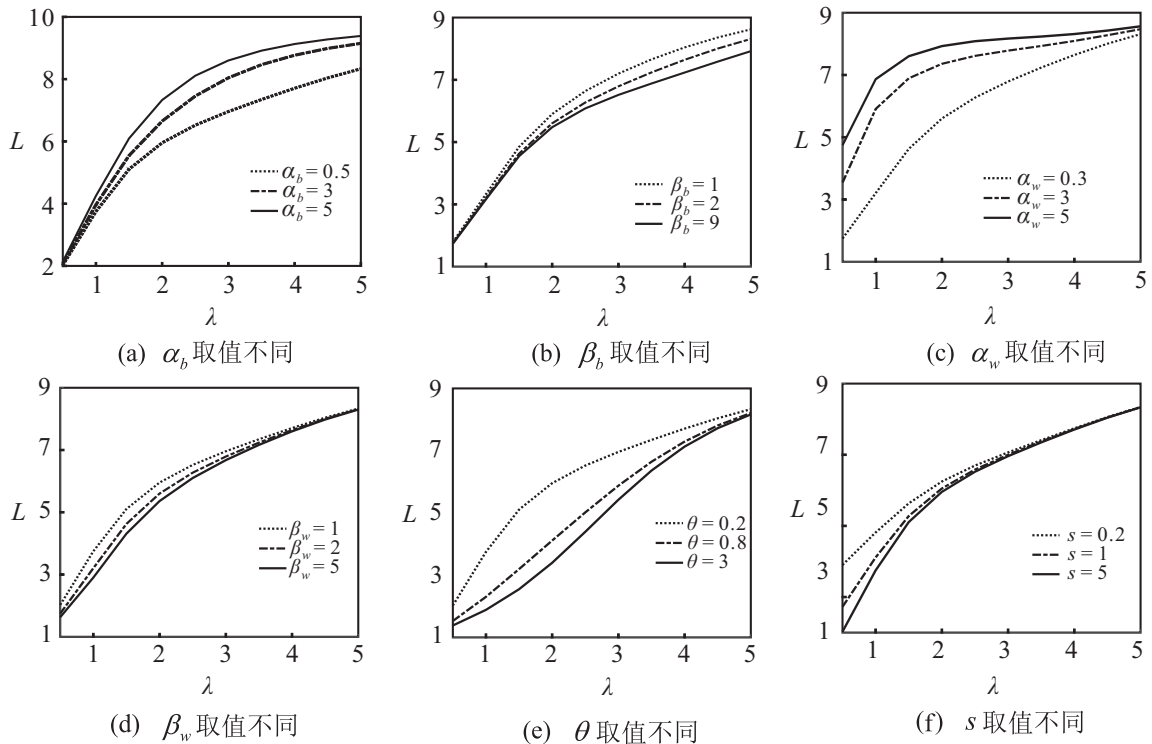 10
8
6
4
2
L
α_b = 0.5
α_b = 3
α_b = 5
1 2 3 4 5
λ
(a) α_b 取值不同
9
7
5
3
1
L
β_b = 1
β_b = 2
β_b = 9
1 2 3 4 5
λ
(b) β_b 取值不同
9
7
5
3
1
L
α_w = 0.3
α_w = 3
α_w = 5
1 2 3 4 5
λ
(c) α_w 取值不同
9
7
5
3
1
L
β_w = 1
β_w = 2
β_w = 5
1 2 3 4 5
λ
(d) β_w 取值不同
9
7
5
3
1
L
θ = 0.2
θ = 0.8
θ = 3
1 2 3 4 5
λ
(e) θ 取值不同
9
7
5
3
1
L
s = 0.2
s = 1
s = 5
1 2 3 4 5
λ
(f) s 取值不同